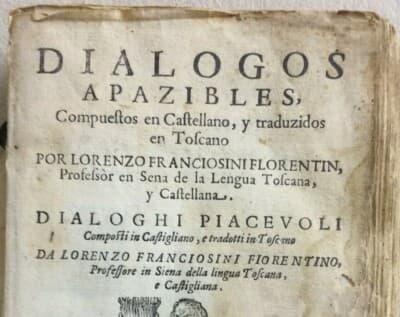 DIALOGOS
APAZIBLES,
Compuestos en Castellano, y traduzidos
en Toscano
POR LORENZO FRANCIOSINI FLORENTIN,
Professòr en Sena de la Lengua Toscana,
y Castellana.
DIALOGHI PIACEVOLI
Composti in Castigliano, e tradotti in Toscano
DA LORENZO FRANCIOSINI FIORENTINO,
Professore in Siena della lingua Toscana,
e Castigliana.